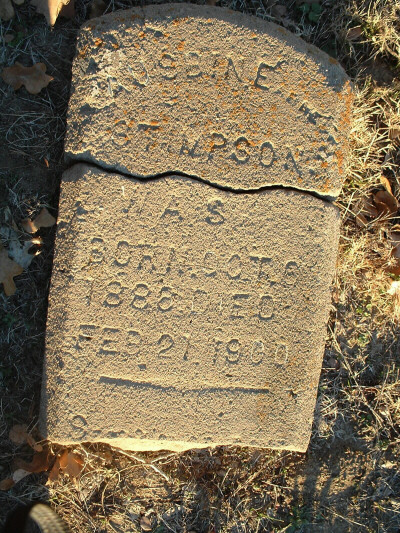 STIMPSON
WAS
BORN OCT 6
1888 DIED
FEB 21 1900